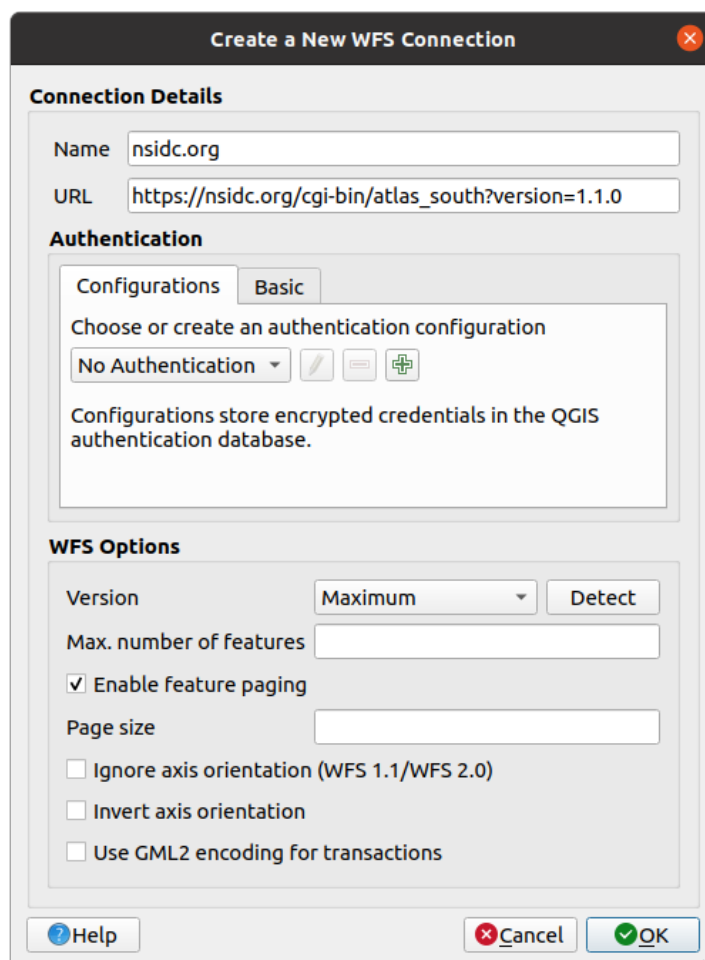 Create a New WFS Connection
Connection Details
Name nsidc.org
URL https://nsidc.org/cgi-bin/atlas_south?version=1.1.0
Authentication
Configurations Basic
Choose or create an authentication configuration
No Authentication
Configurations store encrypted credentials in the QGIS
authentication database.
WFS Options
Version Maximum Detect
Max. number of features
Enable feature paging
Page size
Ignore axis orientation (WFS 1.1/WFS 2.0)
Invert axis orientation
Use GML2 encoding for transactions
Help Cancel OK